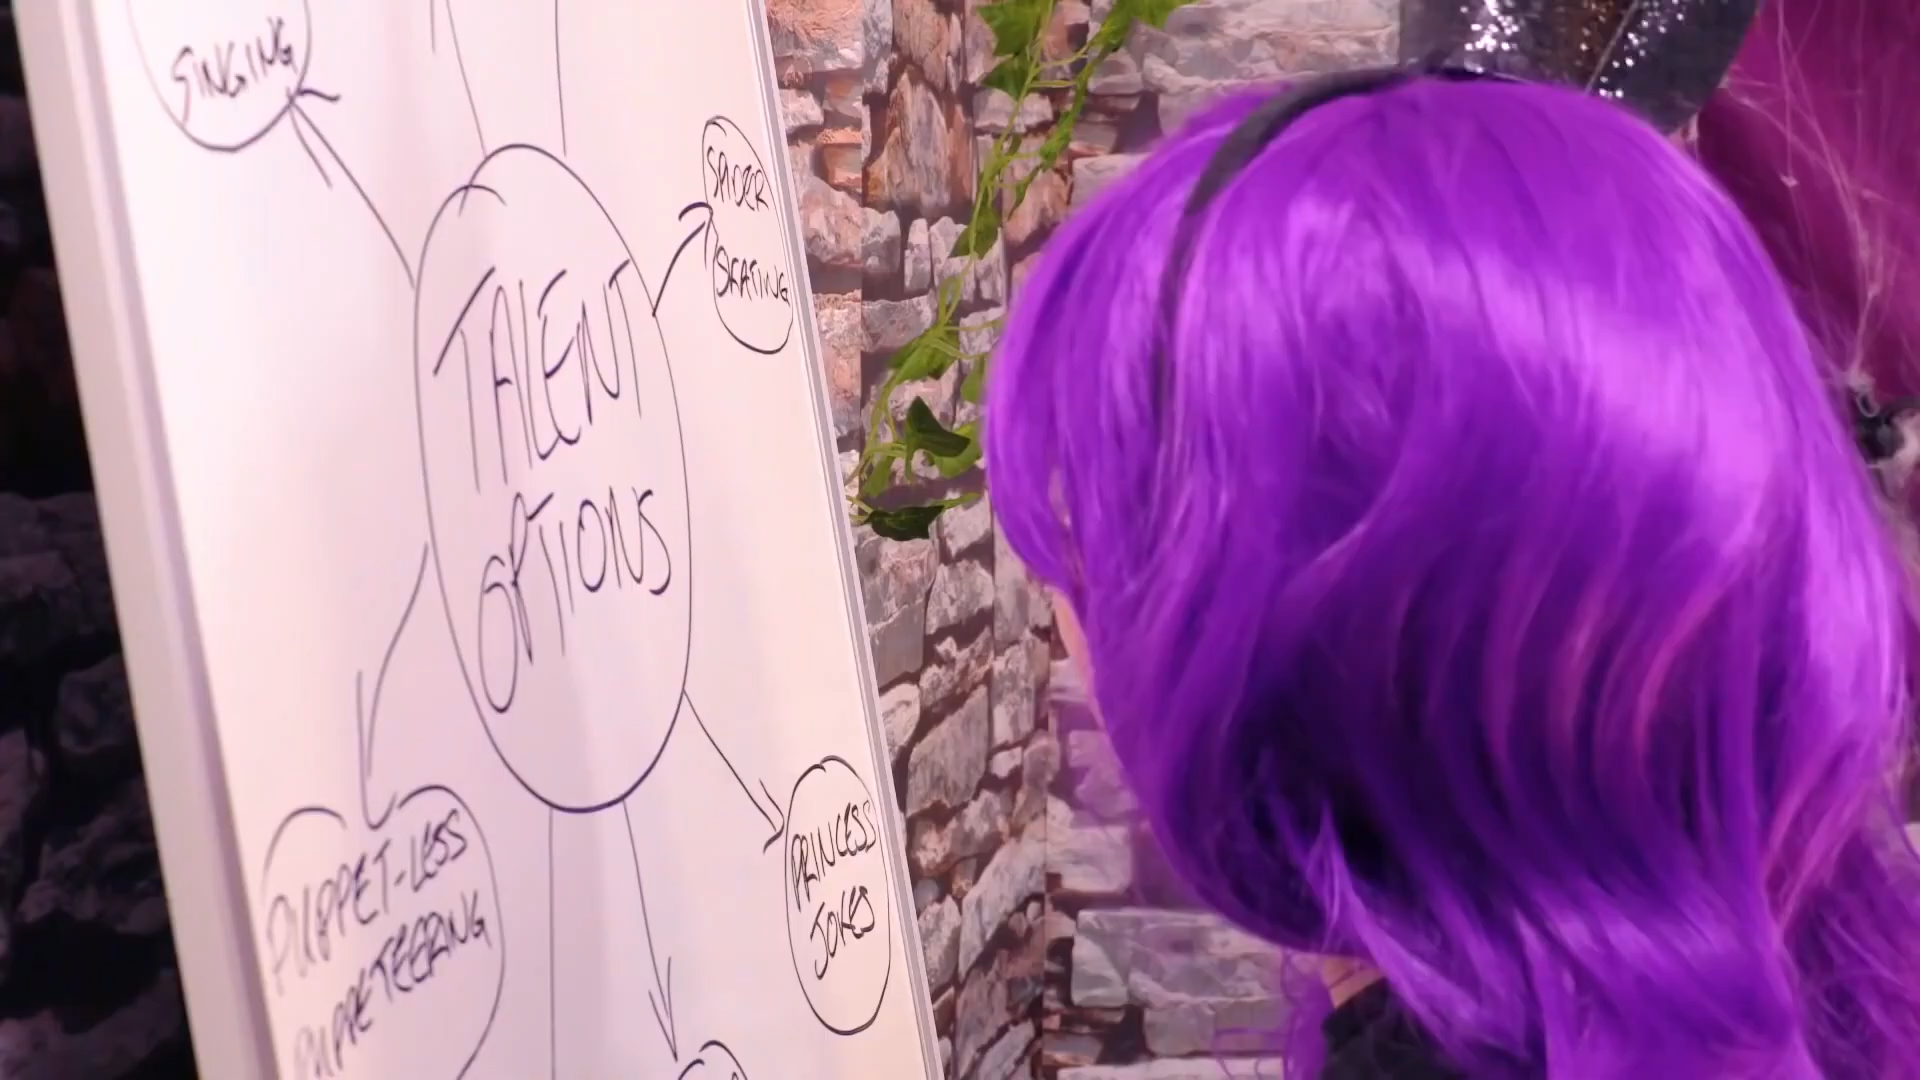 SINGING
SPIDER
SKATING
TALENT
OPTIONS
PUPPET-LESS
PUPPETEERING
PRINCESS
JOKES